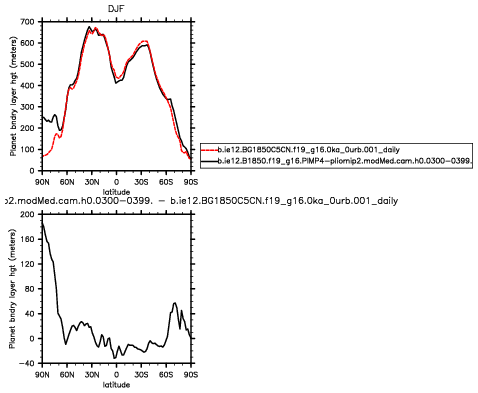 DJF
700
600
500
400
300
200
100
0
Planet bndry layer hgt (meters)
90N 60N 30N 0 30S 60S 90S
latitude
b.ie12.BG1850C5CN.f19_g16.0ka_0urb.001_daily
b.ie12.B1850.f19_g16.PIMP4-pliomip2.modMed.cam.h0.0300-0399.
p2.modMed.cam.h0.0300-0399. - b.ie12.BG1850C5CN.f19_g16.0ka_0urb.001_daily
200
160
120
80
40
0
-40
Planet bndry layer hgt (meters)
90N 60N 30N 0 30S 60S 90S
latitude